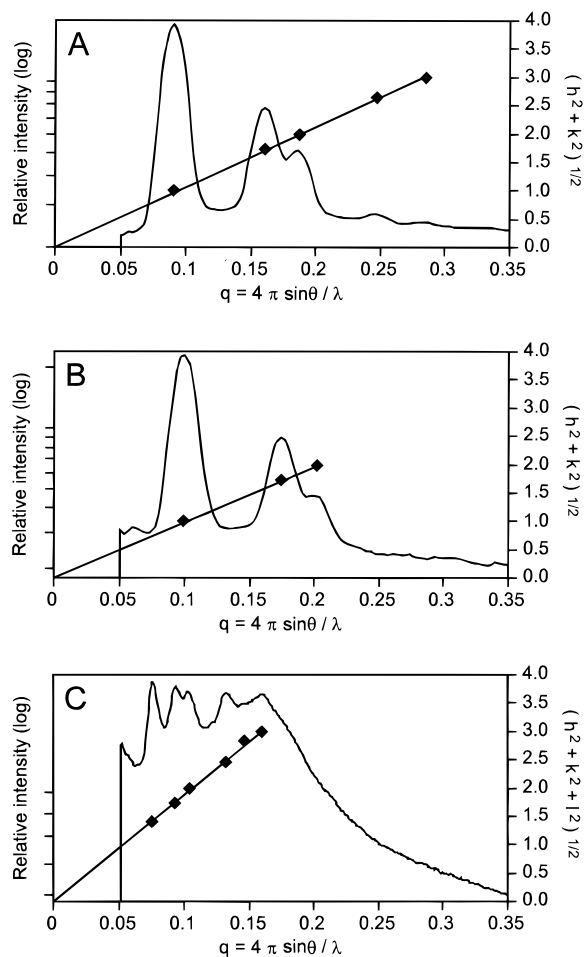 A
Relative intensity (log)
4.0
3.5
3.0
2.5
2.0
1.5
1.0
0.5
0.0
( h² + k² ) ¹/²
0 0.05 0.1 0.15 0.2 0.25 0.3 0.35
q = 4 π sinθ / λ
B
Relative intensity (log)
4.0
3.5
3.0
2.5
2.0
1.5
1.0
0.5
0.0
( h² + k² ) ¹/²
0 0.05 0.1 0.15 0.2 0.25 0.3 0.35
q = 4 π sinθ / λ
C
Relative intensity (log)
4.0
3.5
3.0
2.5
2.0
1.5
1.0
0.5
0.0
( h² + k² + l² ) ¹/²
0 0.05 0.1 0.15 0.2 0.25 0.3 0.35
q = 4 π sinθ / λ